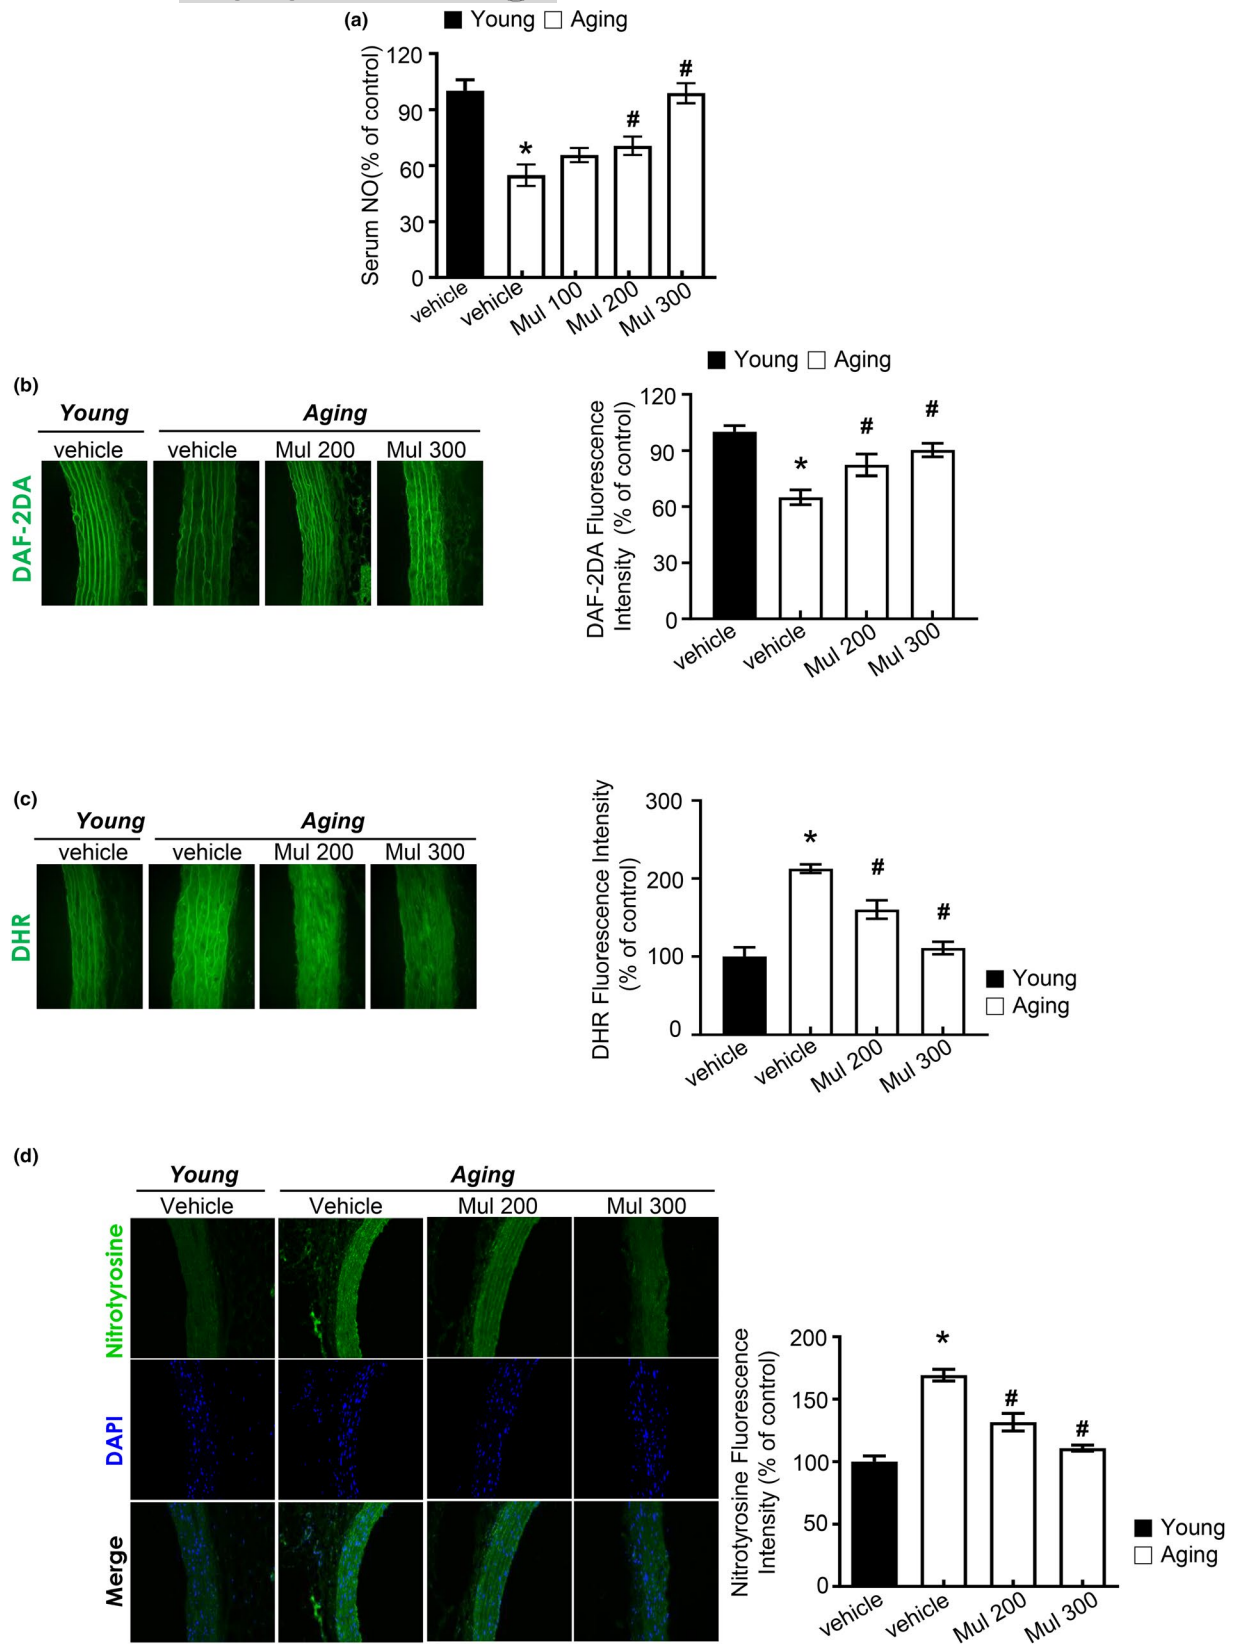 (a)
Young Aging
Serum NO(% of control)
120
90
60
30
0
*
#
#
vehicle
vehicle
Mul 100
Mul 200
Mul 300
Young Aging
(b)
Young Aging
vehicle vehicle Mul 200 Mul 300
DAF-2DA
DAF-2DA Fluorescence
Intensity (% of control)
120
90
60
30
0
*
#
#
vehicle
vehicle
Mul 200
Mul 300
(c)
Young Aging
vehicle vehicle Mul 200 Mul 300
DHR
DHR Fluorescence Intensity
(% of control)
300
200
100
0
*
#
#
vehicle
vehicle
Mul 200
Mul 300
Young
Aging
(d)
Young Aging
Vehicle Vehicle Mul 200 Mul 300
Nitrotyrosine
DAPI
Merge
Nitrotyrosine Fluorescence
Intensity (% of control)
200
150
100
50
0
*
#
#
vehicle
vehicle
Mul 200
Mul 300
Young
Aging